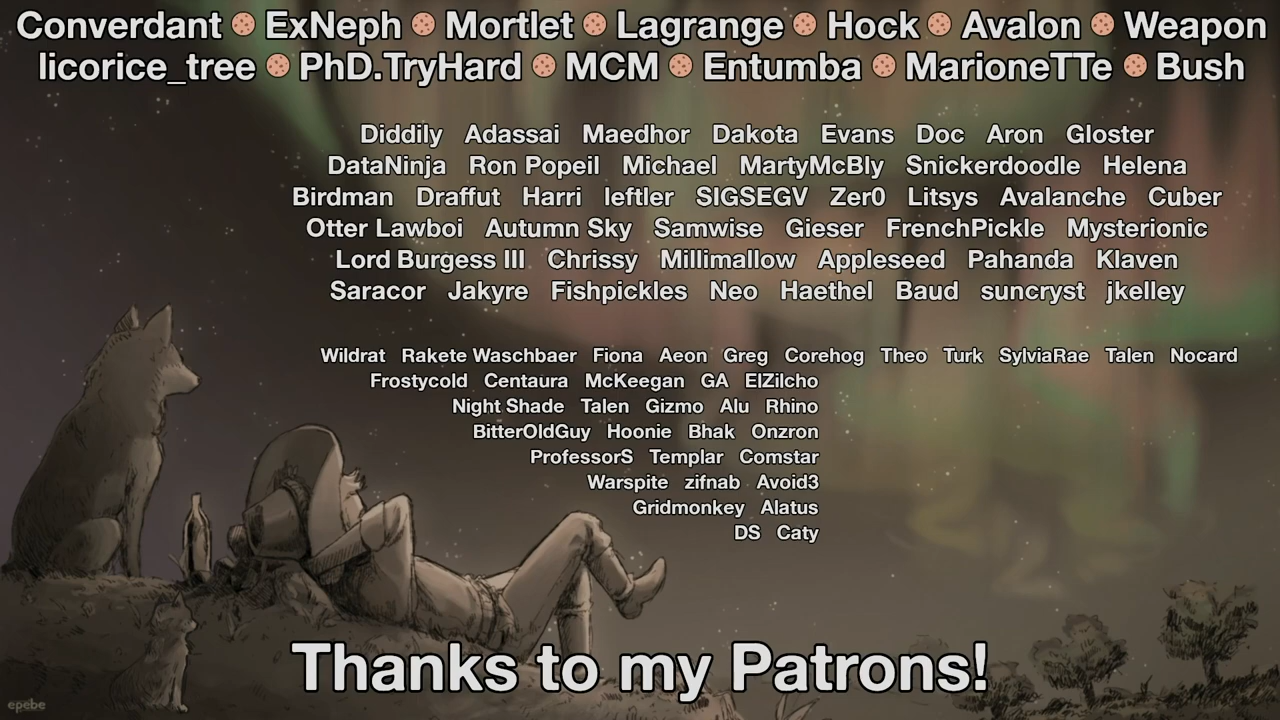 Converdant 🍪 ExNeph 🍪 Mortlet 🍪 Lagrange 🍪 Hock 🍪 Avalon 🍪 Weapon
licorice_tree 🍪 PhD.TryHard 🍪 MCM 🍪 Entumba 🍪 MarioneTTe 🍪 Bush
Diddily Adassai Maedhor Dakota Evans Doc Aron Gloster
DataNinja Ron Popeil Michael MartyMcBly Snickerdoodle Helena
Birdman Draffut Harri leftler SIGSEGV Zer0 Litsys Avalanche Cuber
Otter Lawboi Autumn Sky Samwise Gieser FrenchPickle Mysterionic
Lord Burgess III Chrissy Millimallow Appleseed Pahanda Klaven
Saracor Jakyre Fishpickles Neo Haethel Baud suncryst jkelley
Wildrat Rakete Waschbaer Fiona Aeon Greg Corehog Theo Turk SylviaRae Talen Nocard
Frostycold Centaura McKeegan GA ElZilcho
Night Shade Talen Gizmo Alu Rhino
BitterOldGuy Hoonie Bhak Onzron
ProfessorS Templar Comstar
Warspite zifnab Avoid3
Gridmonkey Alatus
DS Caty
Thanks to my Patrons!
epebe